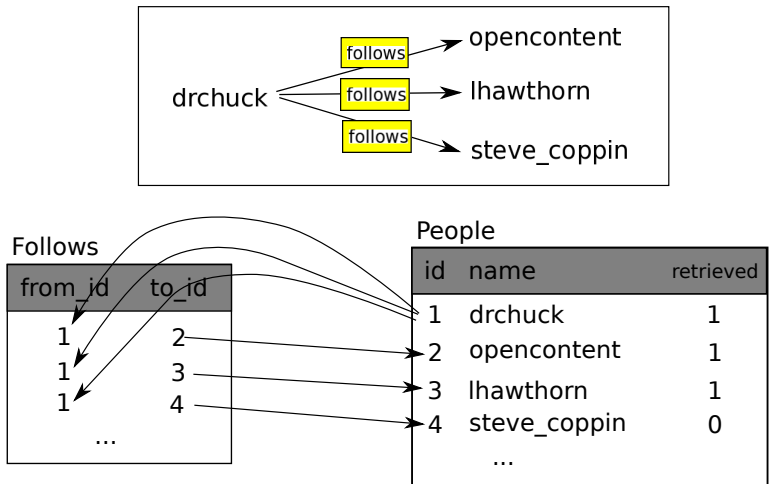 follows opencontent
drchuck follows lhawthorn
follows steve_coppin
Follows
from_id to_id
1 2
1 3
1 4
...
People
id name retrieved
1 drchuck 1
2 opencontent 1
3 lhawthorn 1
4 steve_coppin 0
...